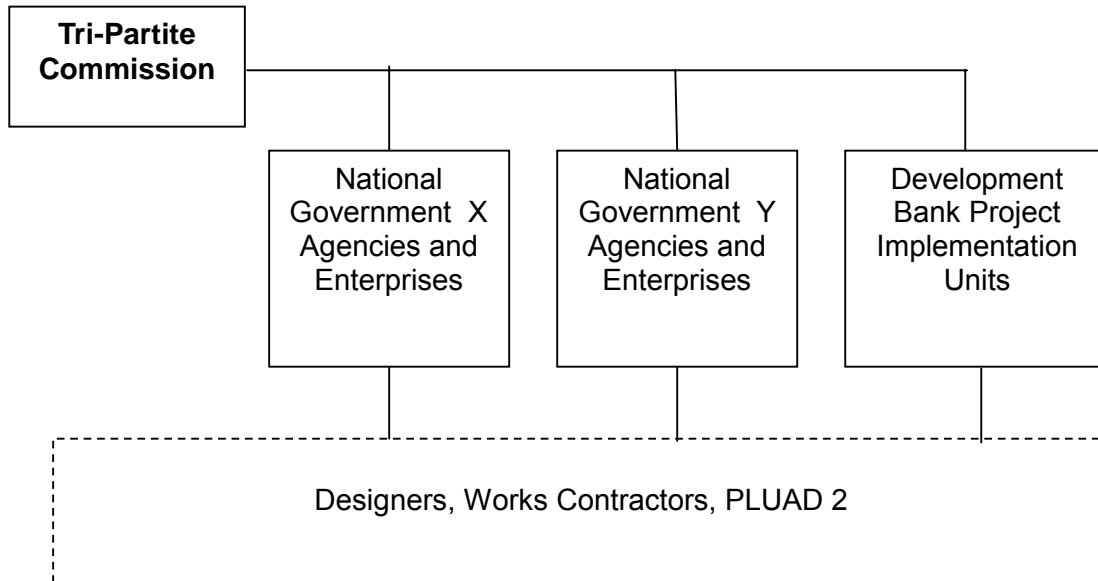 Tri-Partite
Commission
National
Government X
Agencies and
Enterprises
National
Government Y
Agencies and
Enterprises
Development
Bank Project
Implementation
Units
Designers, Works Contractors, PLUAD 2